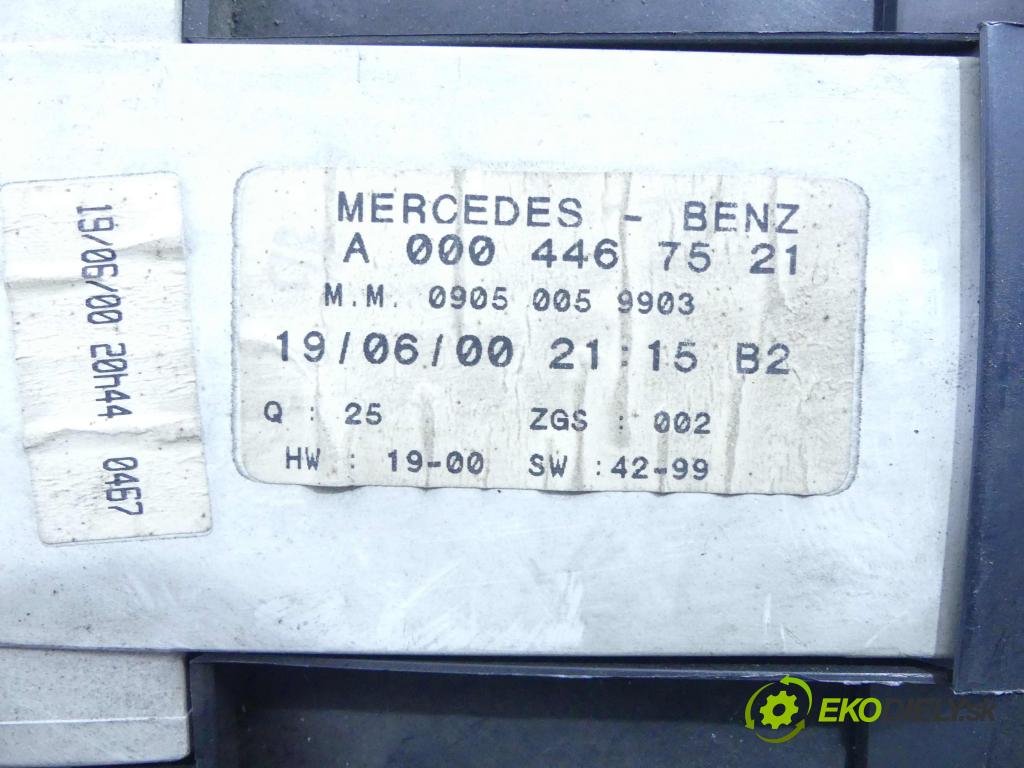 19/06/00 20h44 0467
MERCEDES - BENZ
A 000 446 75 21
M.M. 0905 005 9903
19/06/00 21:15 B2
Q : 25 ZGS : 002
HW : 19-00 SW :42-99
EKODIELY.SK